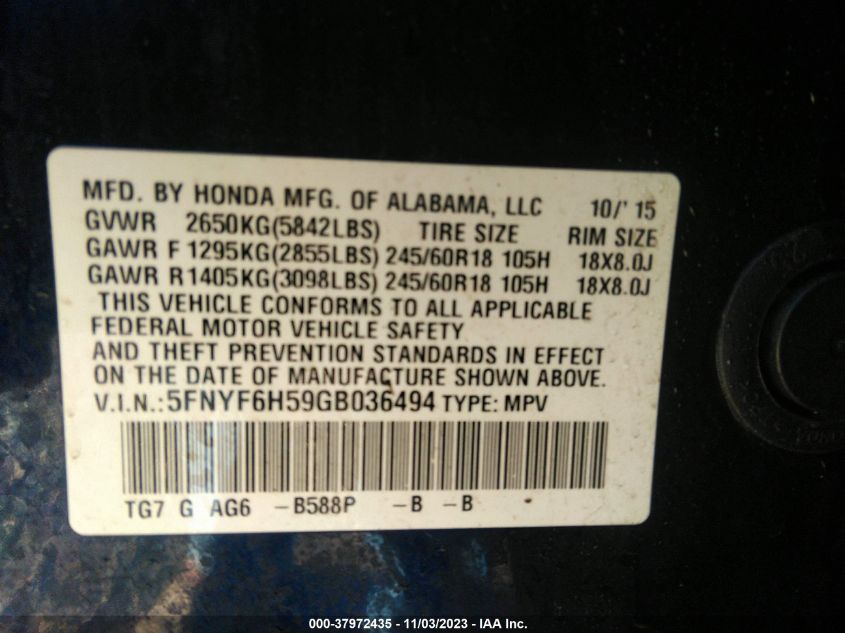 MFD. BY HONDA MFG. OF ALABAMA, LLC 10/'15
GVWR 2650KG(5842LBS) TIRE SIZE RIM SIZE
GAWR F 1295KG(2855LBS) 245/60R18 105H 18X8.0J
GAWR R 1405KG(3098LBS) 245/60R18 105H 18X8.0J
THIS VEHICLE CONFORMS TO ALL APPLICABLE
FEDERAL MOTOR VEHICLE SAFETY
AND THEFT PREVENTION STANDARDS IN EFFECT
ON THE DATE OF MANUFACTURE SHOWN ABOVE.
V.I.N.:5FNYF6H59GB036494 TYPE: MPV
TG7 G AG6 -B588P -B -B
000-37972435 - 11/03/2023 - IAA Inc.